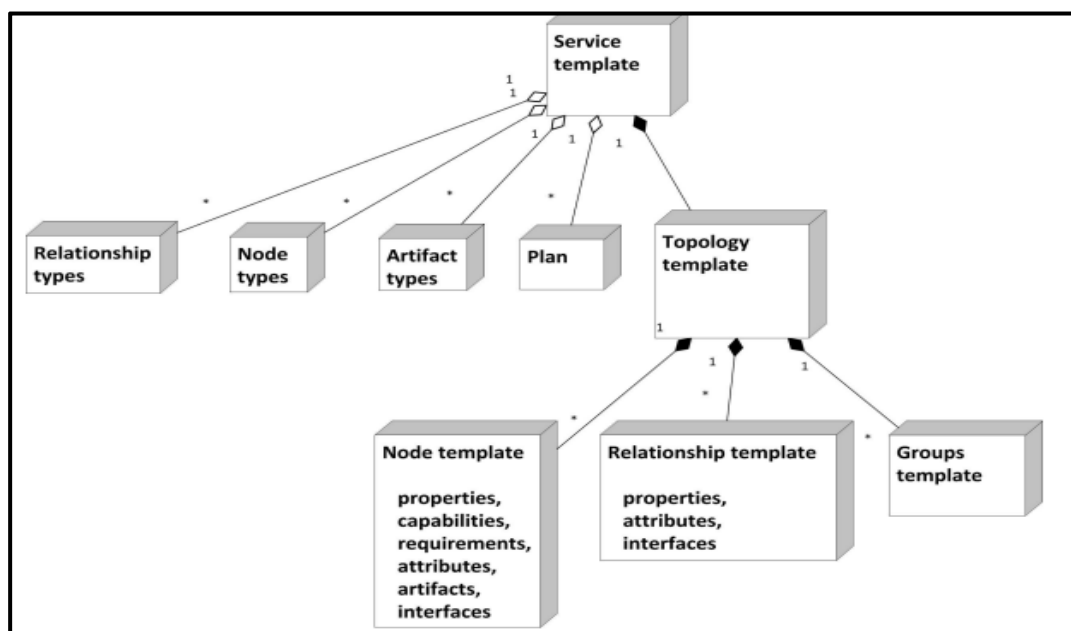 Service
template
1
1
1
1
1
*
*
*
*
Relationship
types
Node
types
Artifact
types
Plan
Topology
template
1
1
1
*
*
*
Node template
properties,
capabilities,
requirements,
attributes,
artifacts,
interfaces
Relationship template
properties,
attributes,
interfaces
Groups
template